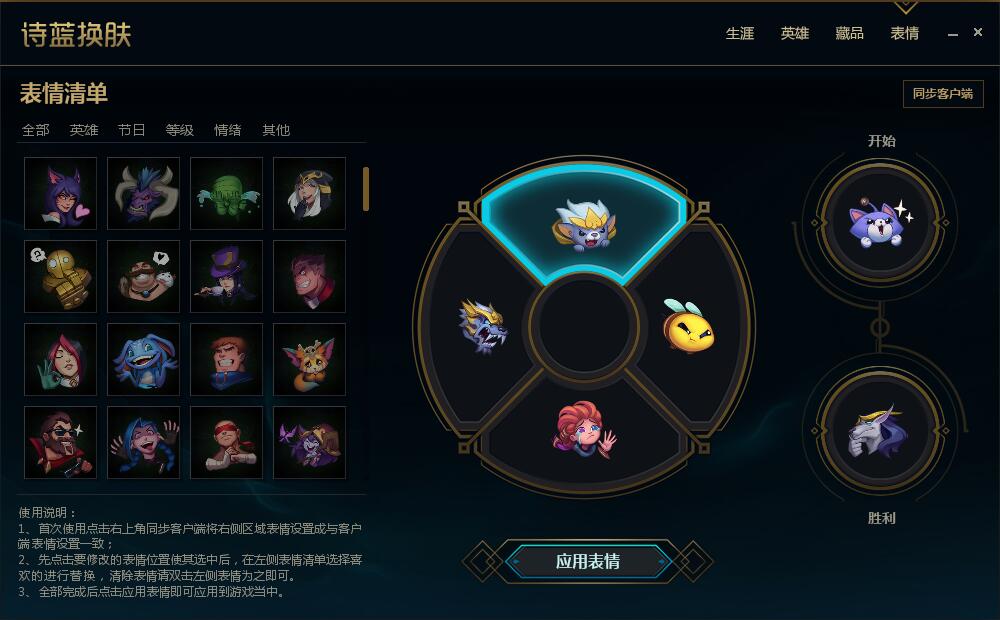 诗蓝换肤
生涯 英雄 藏品 表情
表情清单
同步客户端
全部 英雄 节日 等级 情绪 其他
开始
胜利
应用表情
使用说明：
1、首次使用点击右上角同步客户端将右侧区域表情设置成与客户
端表情设置一致；
2、先点击要修改的表情位置使其选中后，在左侧表情清单选择喜
欢的进行替换，清除表情请双击左侧表情为之即可。
3、全部完成后点击应用表情即可应用到游戏当中。